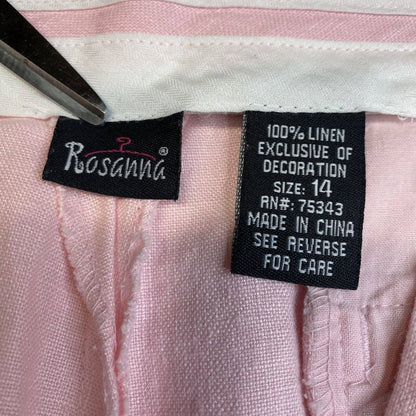 Rosanna®
100% LINEN
EXCLUSIVE OF
DECORATION
SIZE: 14
RN#: 75343
MADE IN CHINA
SEE REVERSE
FOR CARE